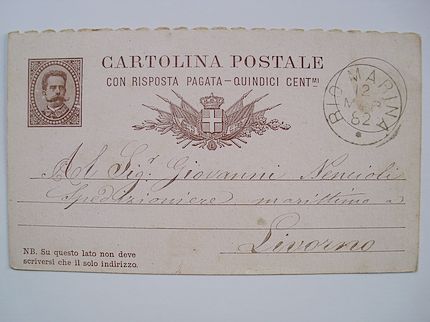 CARTOLINA POSTALE
CON RISPOSTA PAGATA—QUINDICI CENT.MI
RIO MARINA
12
82
Al Sig.r Giovanni Nencioli
Spedizioniere marittimo a
Livorno
NB. Su questo lato non deve
scriversi che il solo indirizzo.